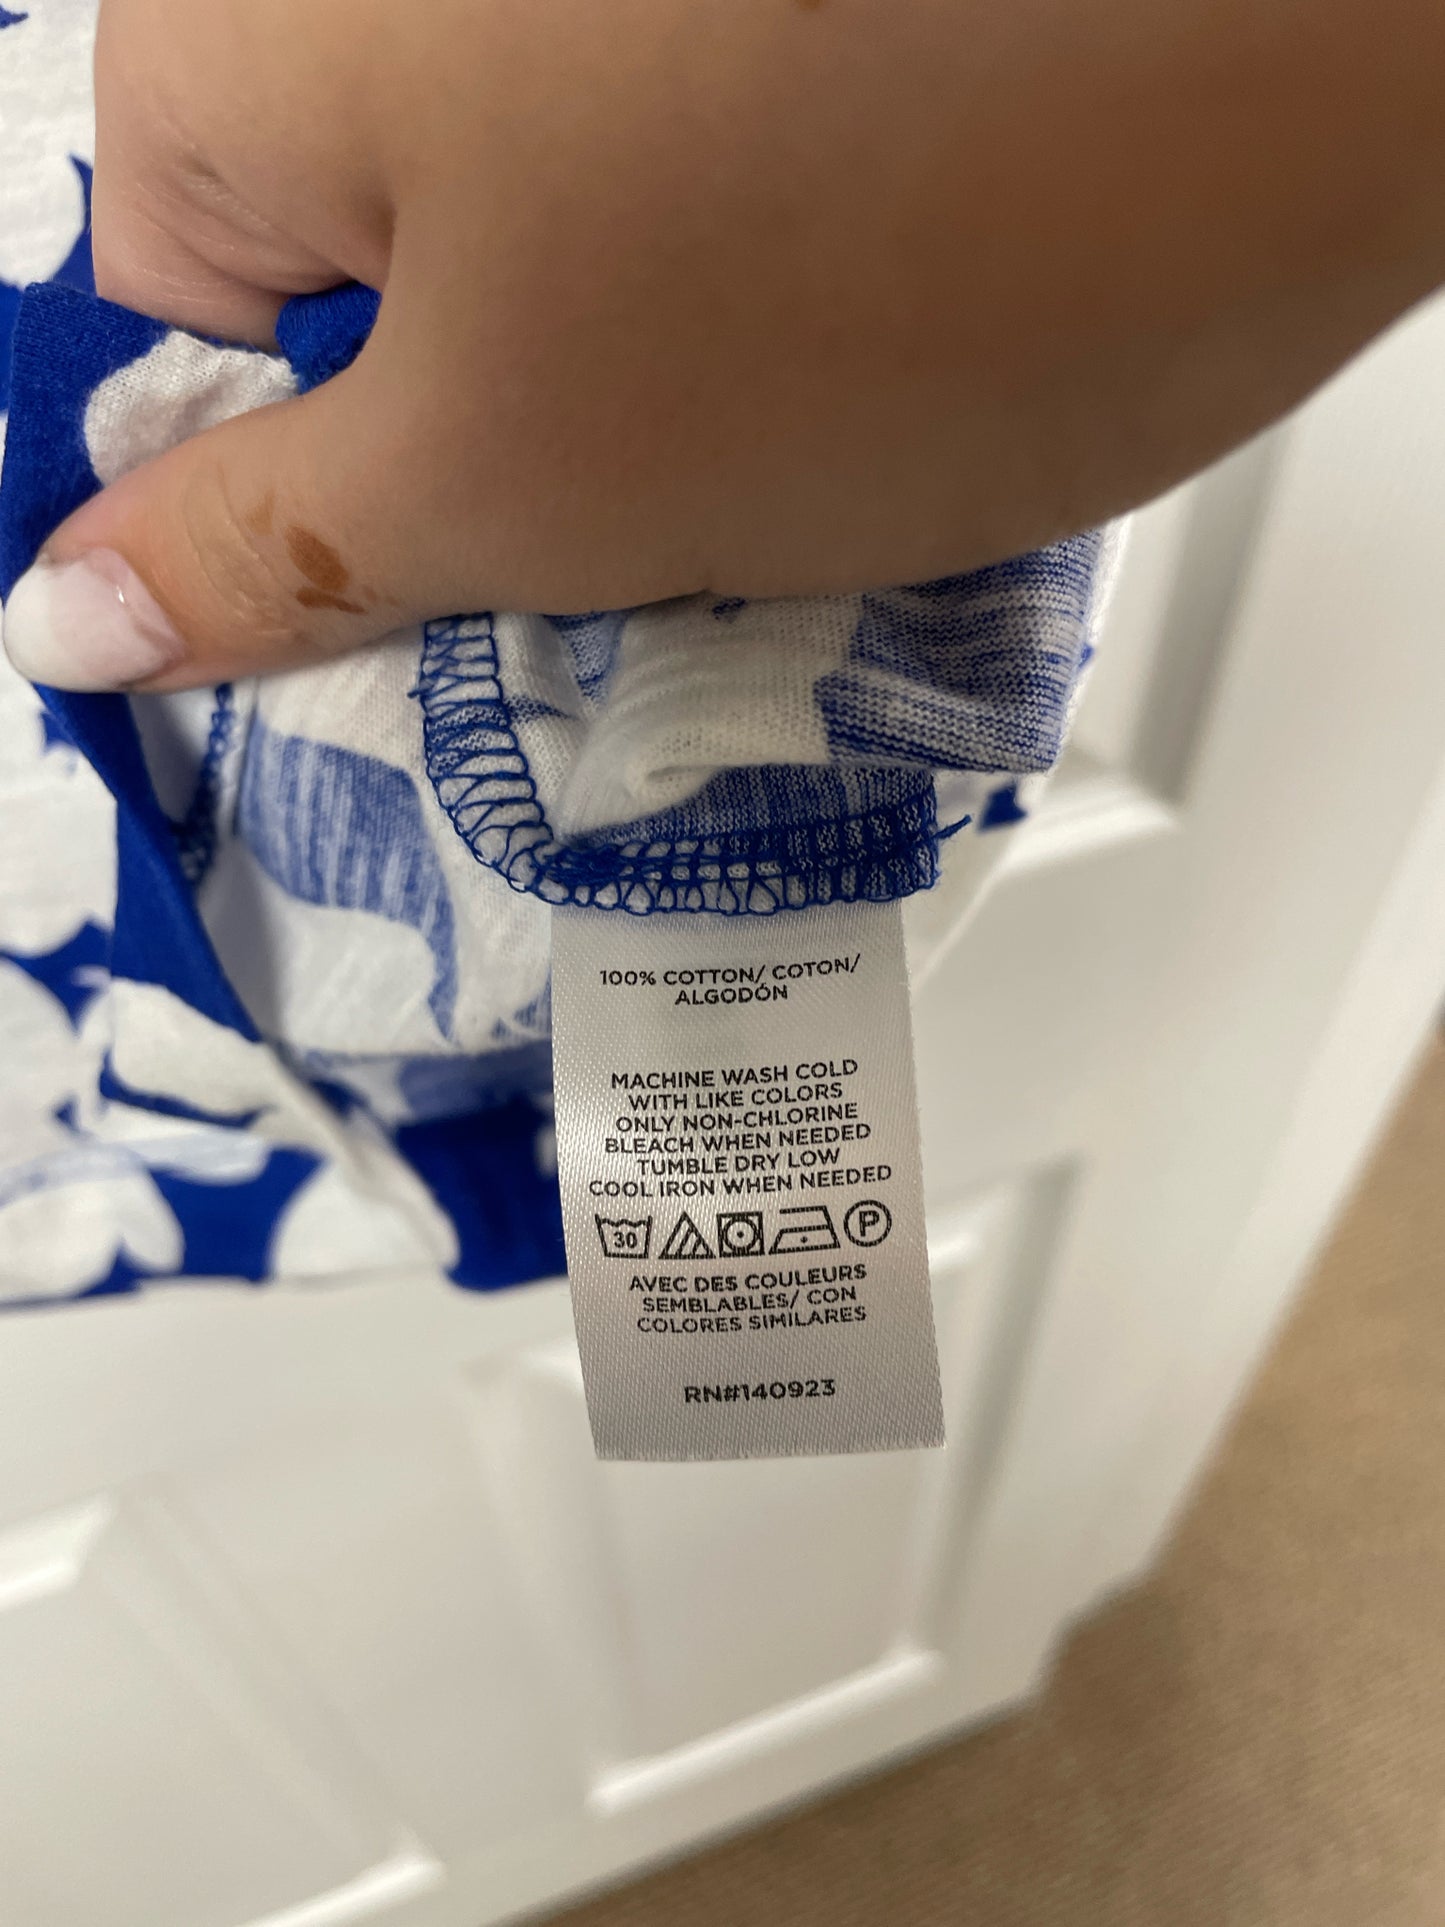 100% COTTON/ COTON/
ALGODÓN
MACHINE WASH COLD
WITH LIKE COLORS
ONLY NON-CHLORINE
BLEACH WHEN NEEDED
TUMBLE DRY LOW
COOL IRON WHEN NEEDED
30 P
AVEC DES COULEURS
SEMBLABLES/ CON
COLORES SIMILARES
RN#140923